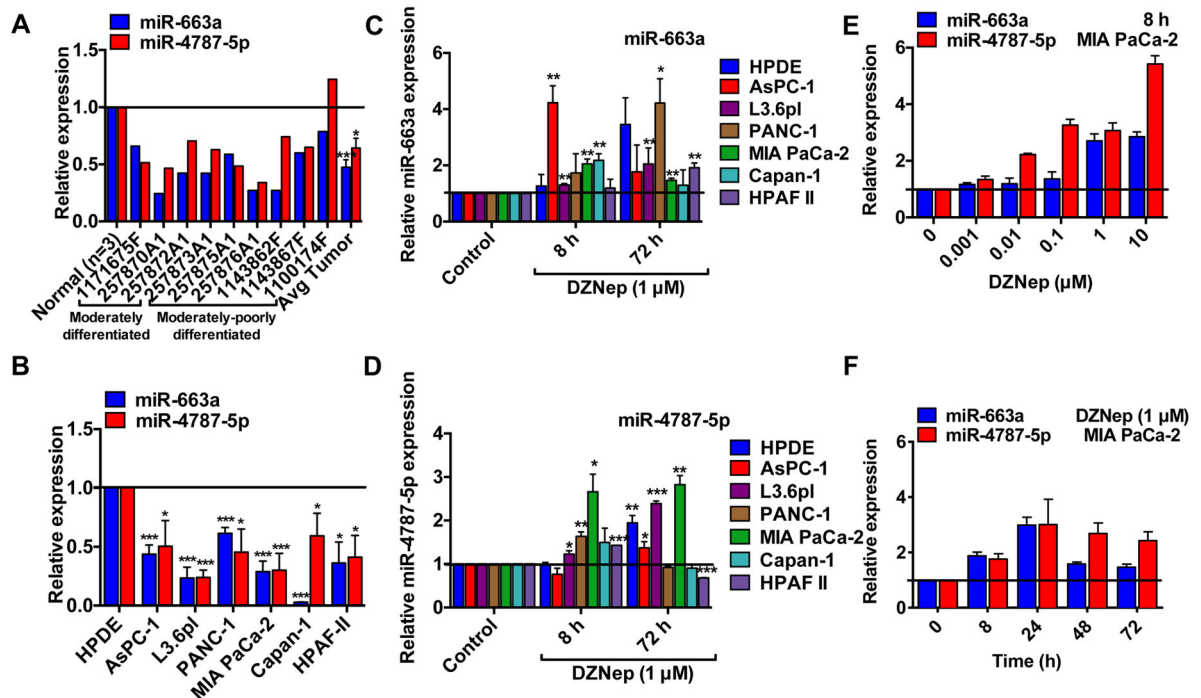 A
miR-663a
miR-4787-5p
Relative expression
1.5
1.0
0.5
0.0
***
*
Normal (n=3)
1171675F
257870A1
257872A1
257873A1
257875A1
257876A1
1143862F
1143867F
1100174F
Avg Tumor
Moderately
differentiated
Moderately-poorly
differentiated
B
miR-663a
miR-4787-5p
Relative expression
1.5
1.0
0.5
0.0
*** * *** *** *** * *** *** *** * * *
HPDE
AsPC-1
L3.6pl
PANC-1
MIA PaCa-2
Capan-1
HPAF-II
C
miR-663a
Relative miR-663a expression
6
4
2
0
** ** ** ** ** * ** **
HPDE
AsPC-1
L3.6pl
PANC-1
MIA PaCa-2
Capan-1
HPAF II
Control
8 h
72 h
DZNep (1 µM)
D
miR-4787-5p
Relative miR-4787-5p expression
4
3
2
1
0
* ** * *** ** * *** ** ***
HPDE
AsPC-1
L3.6pl
PANC-1
MIA PaCa-2
Capan-1
HPAF II
Control
8 h
72 h
DZNep (1 µM)
E
miR-663a
miR-4787-5p
8 h
MIA PaCa-2
Relative expression
6
4
2
0
0
0.001
0.01
0.1
1
10
DZNep (µM)
F
miR-663a
miR-4787-5p
DZNep (1 µM)
MIA PaCa-2
Relative expression
6
4
2
0
0
8
24
48
72
Time (h)